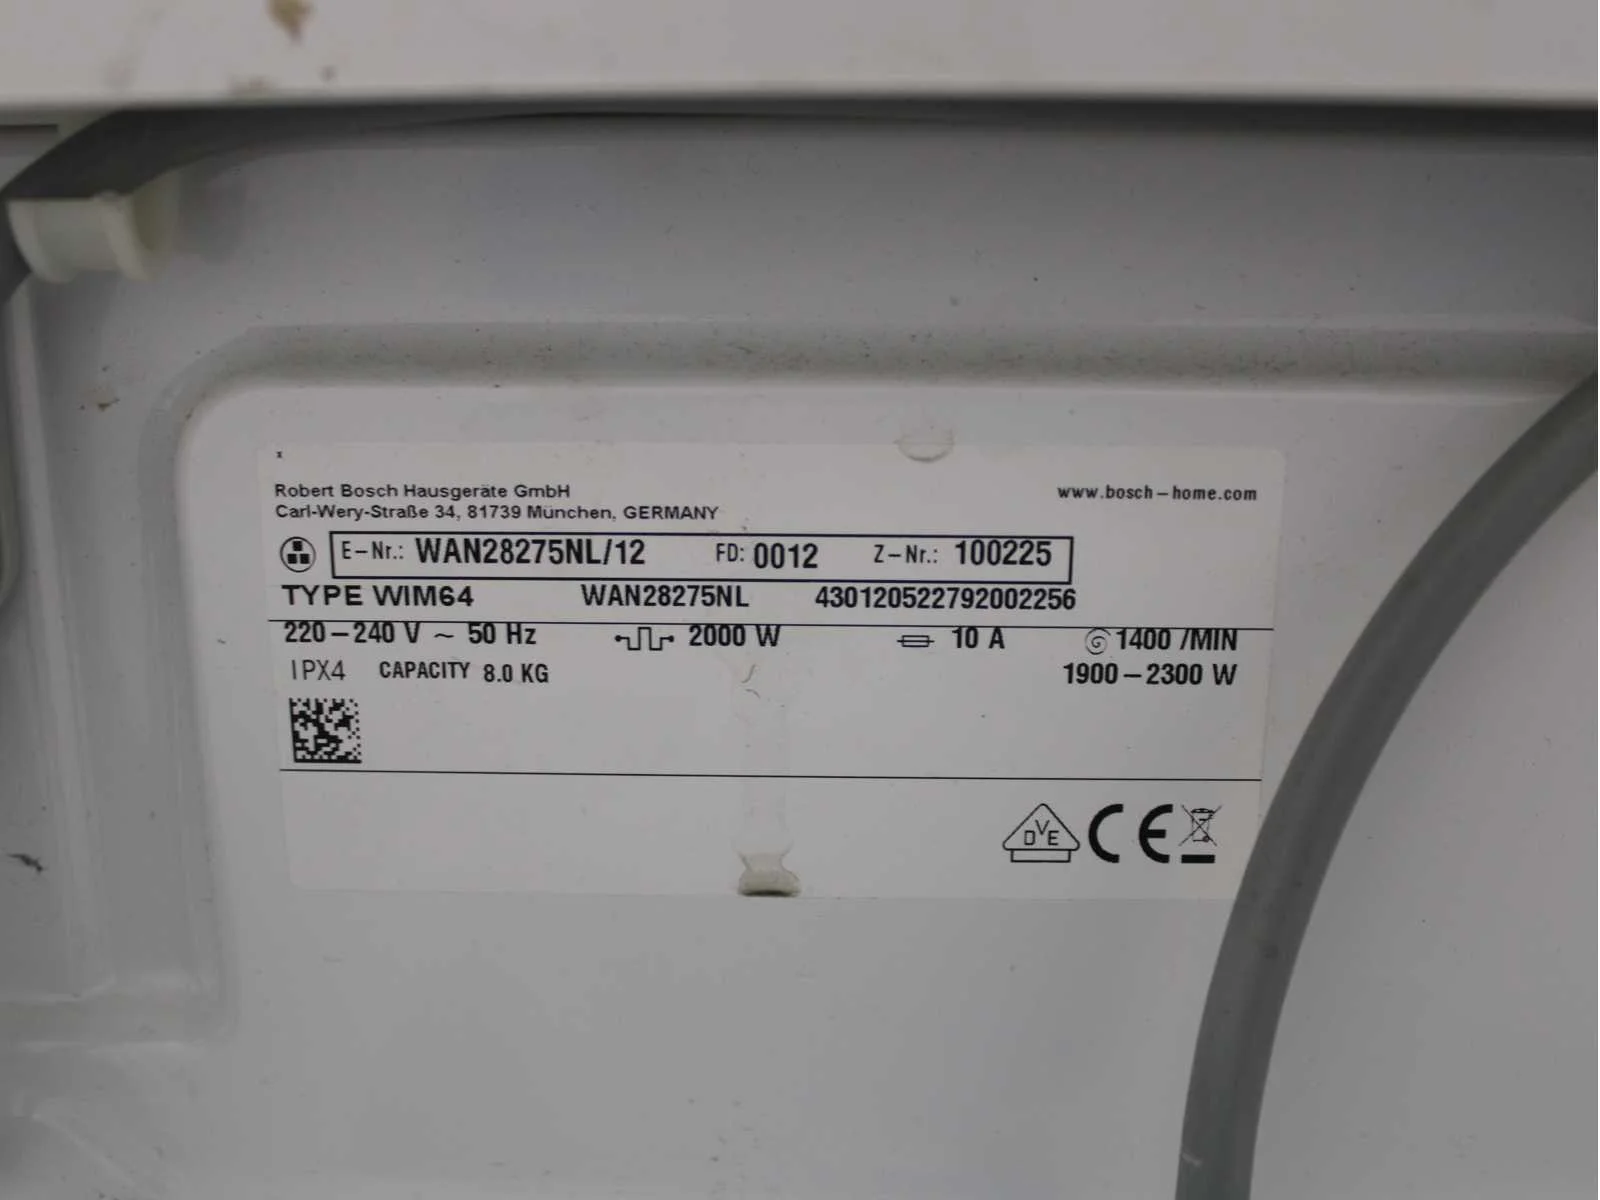 x
Robert Bosch Hausgeräte GmbH
www.bosch–home.com
Carl-Wery-Straße 34, 81739 München, GERMANY
E–Nr.: WAN28275NL/12 FD: 0012 Z–Nr.: 100225
TYPE WIM64 WAN28275NL 430120522792002256
220–240 V ~ 50 Hz 2000 W 10 A 1400 /MIN
IPX4 CAPACITY 8.0 KG 1900–2300 W
DVE CE